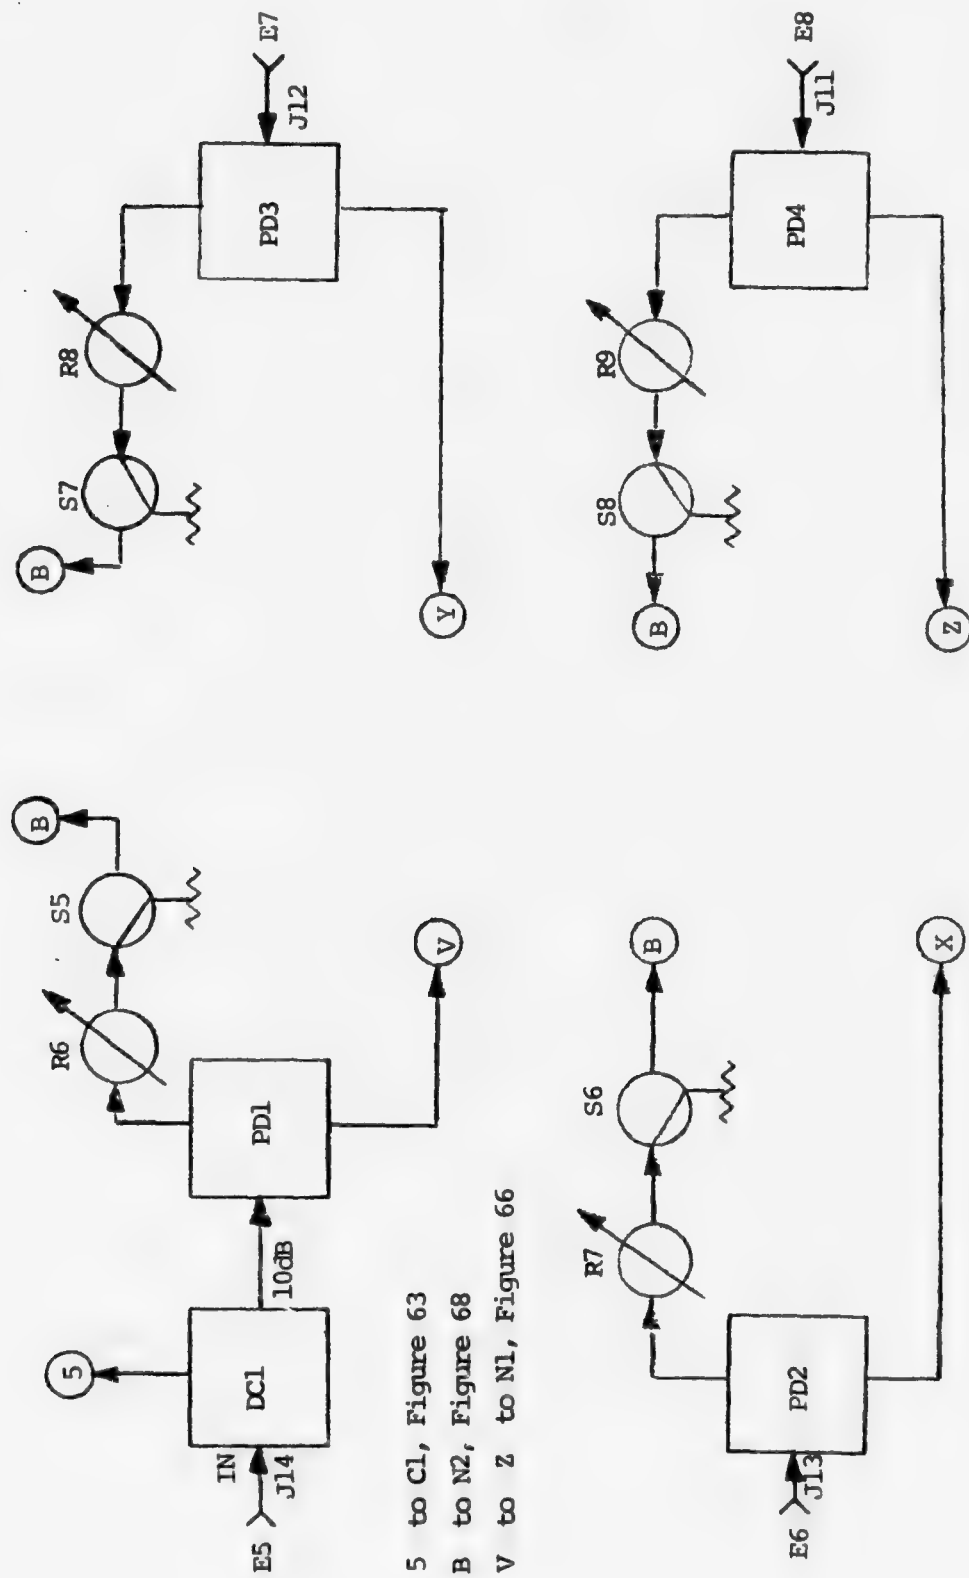 B
S5
R6
5
IN
DC1
PD1
10dB
E5
J14
V
5 to C1, Figure 63
B to N2, Figure 68
V to Z to N1, Figure 66
B
S7
R8
PD3
J12
E7
Y
R7
S6
B
PD2
E6
J13
X
B
S8
R9
PD4
J11
E8
Z